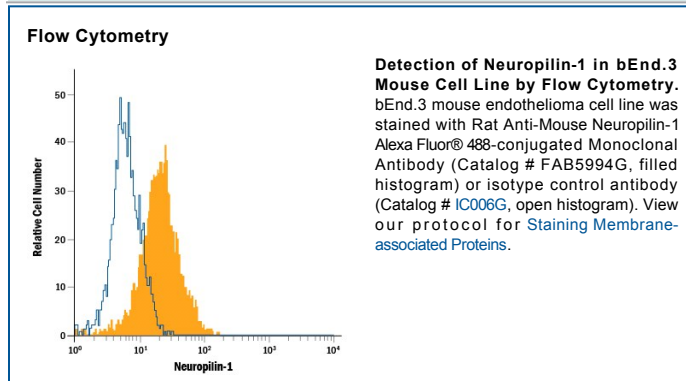 Flow Cytometry
Detection of Neuropilin-1 in bEnd.3
Mouse Cell Line by Flow Cytometry.
bEnd.3 mouse endothelioma cell line was
stained with Rat Anti-Mouse Neuropilin-1
Alexa Fluor® 488-conjugated Monoclonal
Antibody (Catalog # FAB5994G, filled
histogram) or isotype control antibody
(Catalog # IC006G, open histogram). View
our protocol for Staining Membrane-
associated Proteins.
Relative Cell Number
50
40
30
20
10
0
10⁰ 10¹ 10² 10³ 10⁴
Neuropilin-1